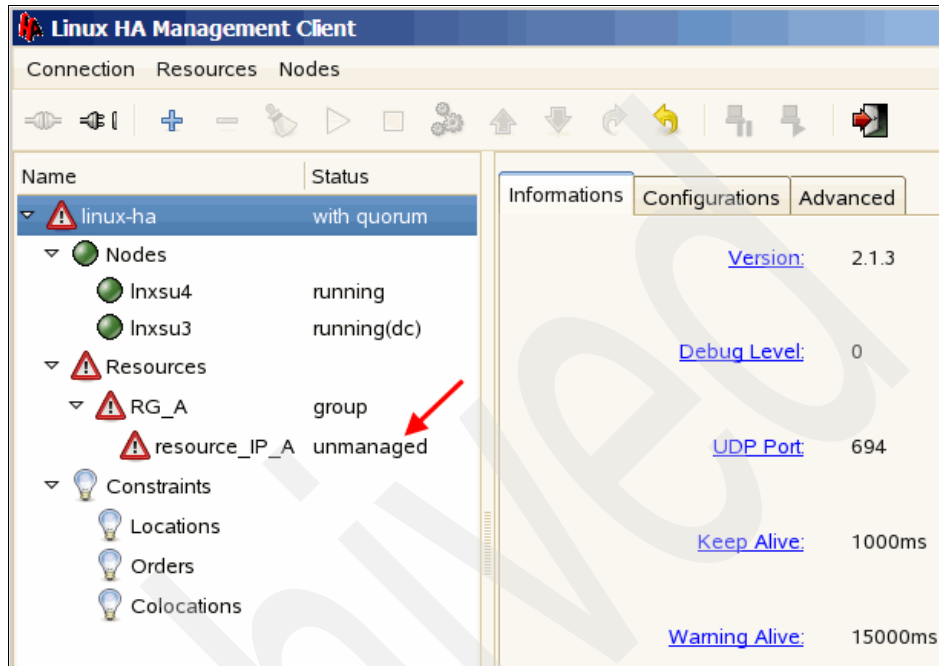 Linux HA Management Client
Connection Resources Nodes
Name Status
linux-ha with quorum
Nodes
lnxsu4 running
lnxsu3 running(dc)
Resources
RG_A group
resource_IP_A unmanaged
Constraints
Locations
Orders
Colocations
Informations Configurations Advanced
Version: 2.1.3
Debug Level: 0
UDP Port: 694
Keep Alive: 1000ms
Warning Alive: 15000ms
hived